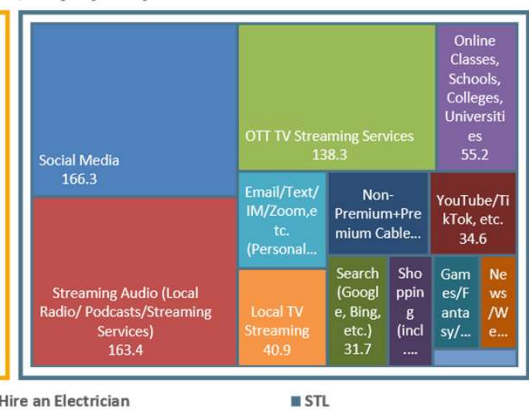 Social Media
166.3
Streaming Audio (Local
Radio/ Podcasts/Streaming
Services)
163.4
OTT TV Streaming Services
138.3
Online
Classes,
Schools,
Colleges,
Universiti
es
55.2
Email/Text/
IM/Zoom,e
tc.
(Personal...
Non-
Premium+Pre
mium Cable...
YouTube/Ti
kTok, etc.
34.6
Local TV
Streaming
40.9
Search
(Googl
e, Bing,
etc.)
31.7
Sho
ppin
g
(incl
....
Gam
es/F
antasy/...
Ne
ws
/W
e...
Hire an Electrician
STL